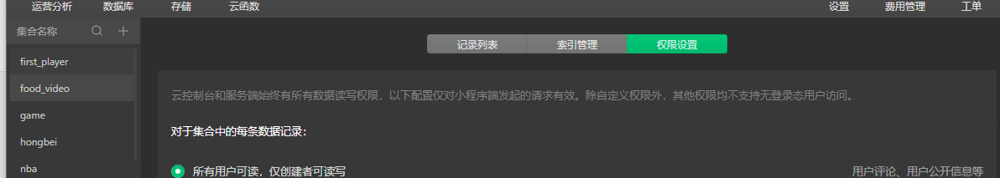 运营分析 数据库 存储 云函数 设置 费用管理 工单
集合名称
记录列表 索引管理 权限设置
first_player
food_video
game
hongbei
nba
云控制台和服务端始终有所有数据读写权限，以下配置仅对小程序端发起的请求有效。除自定义权限外，其他权限均不支持无登录态用户访问。
对于集合中的每条数据记录：
所有用户可读，仅创建者可读写 用户评论、用户公开信息等